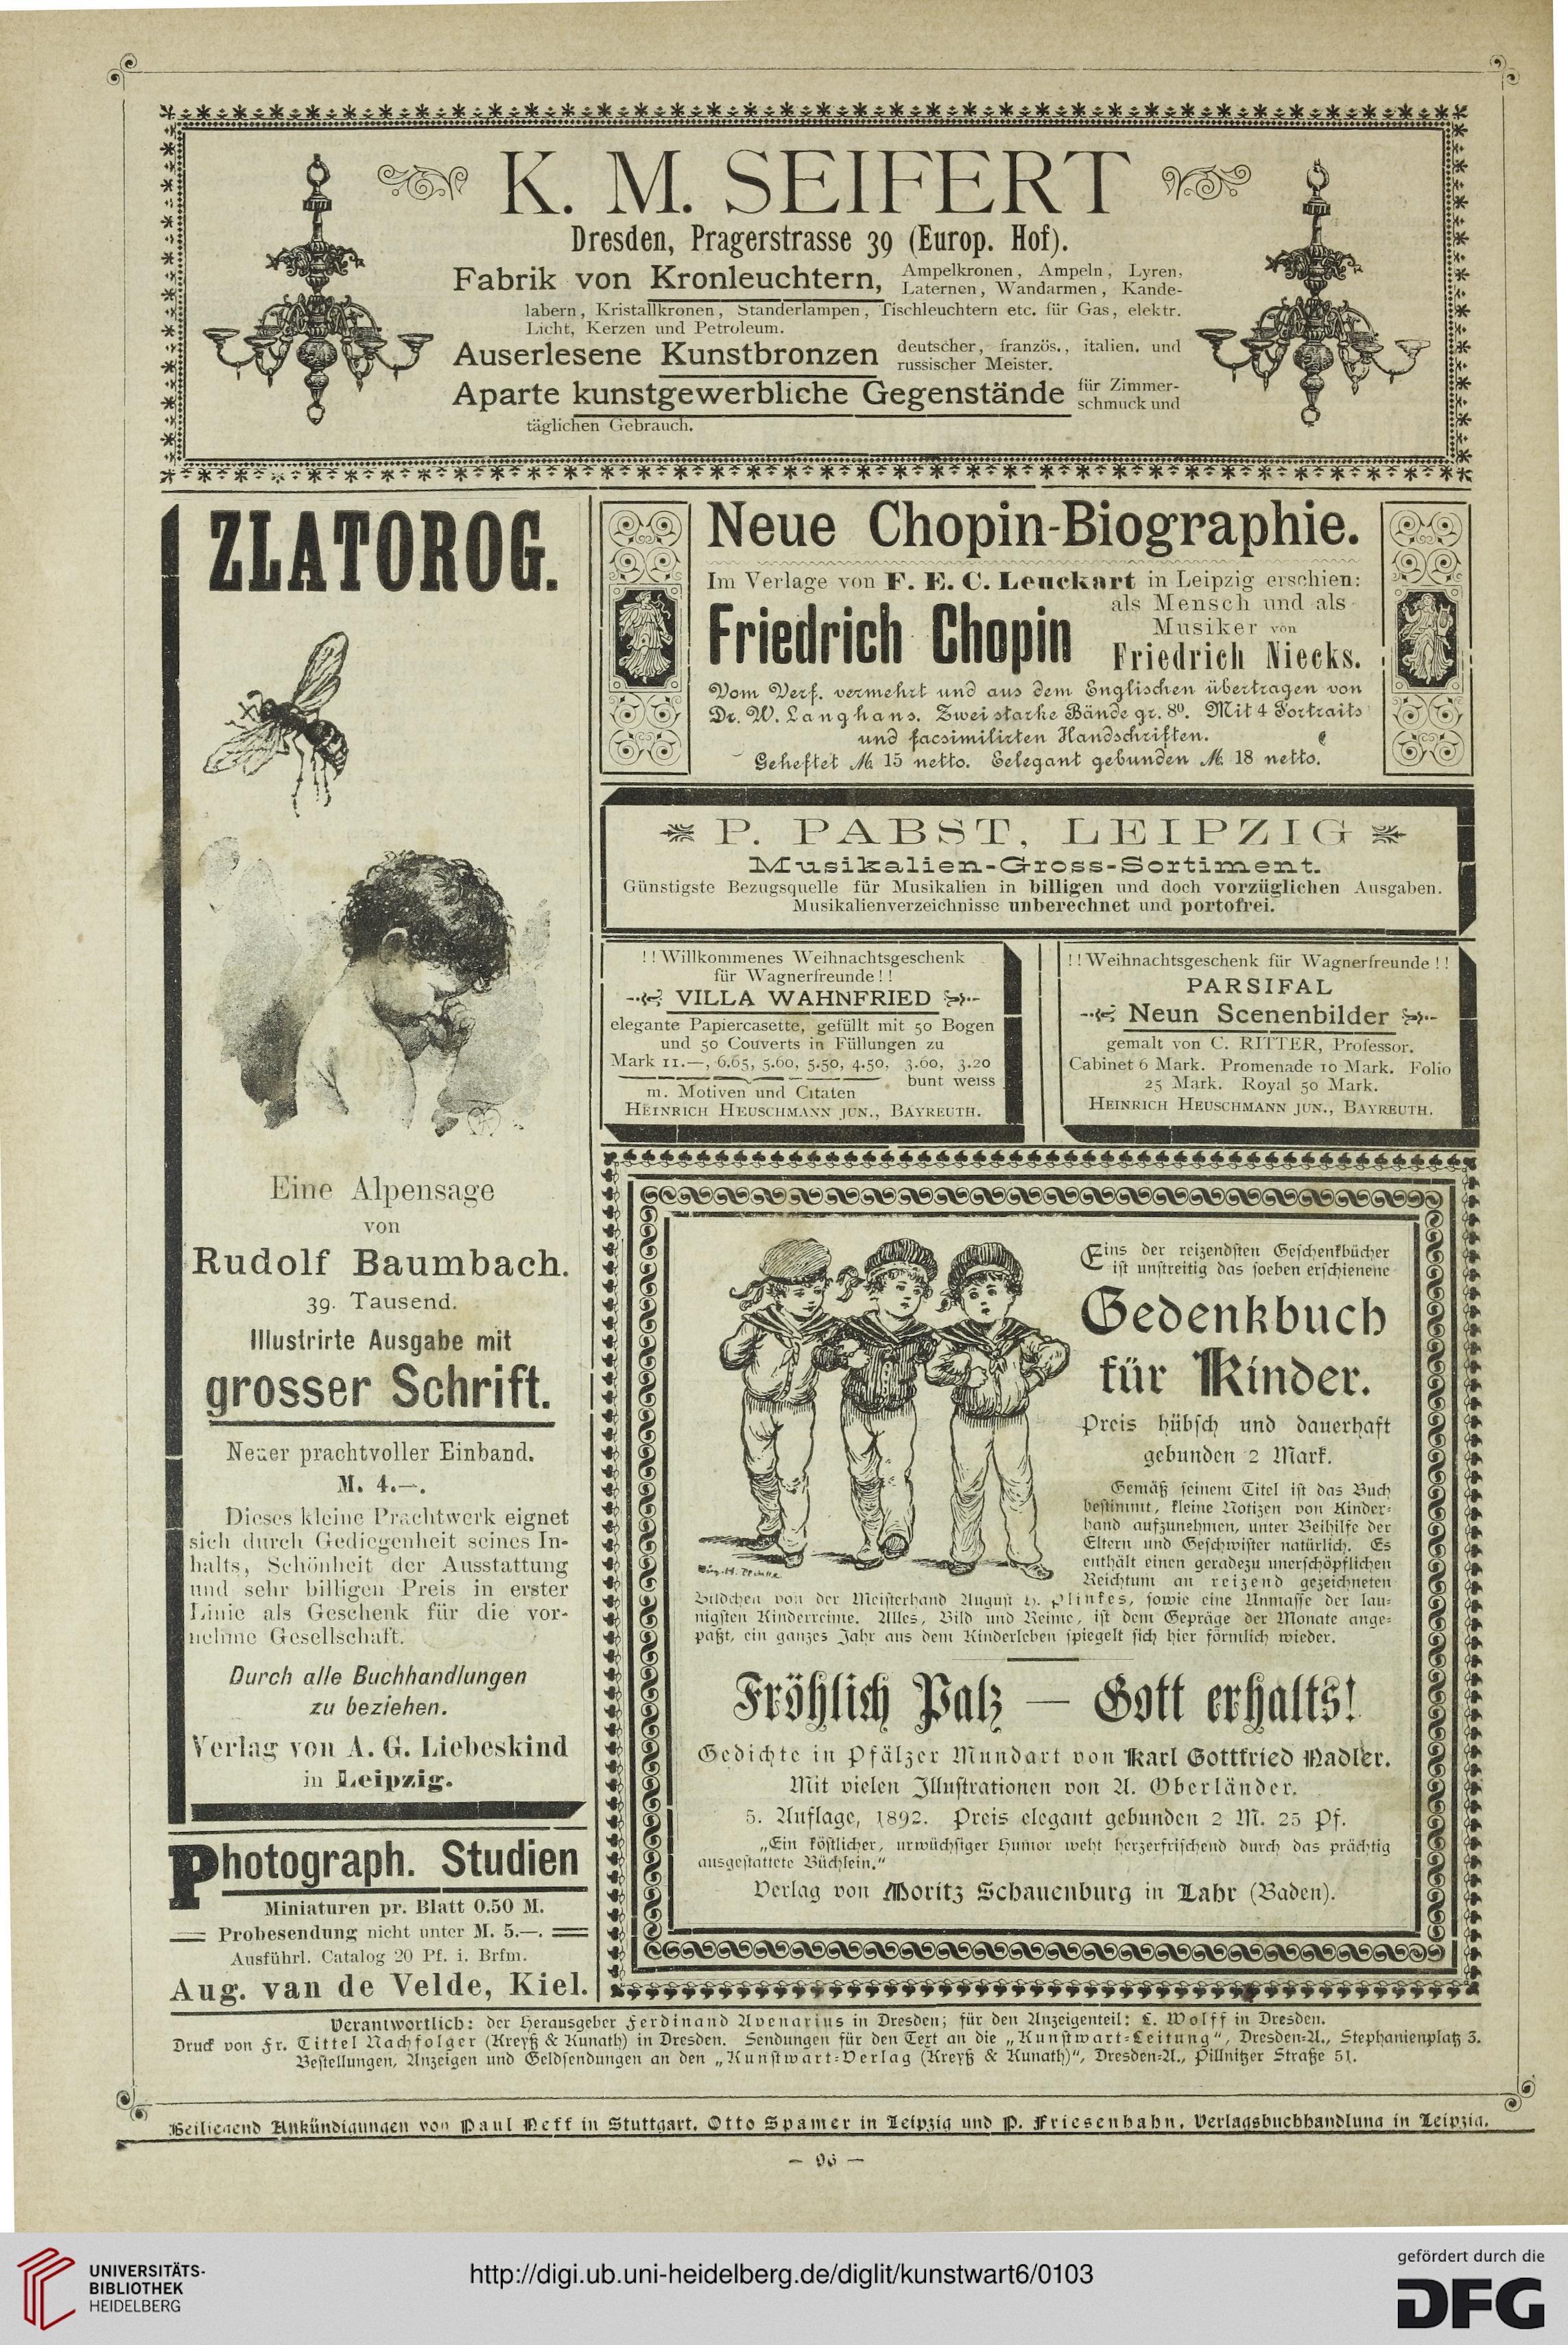 K. M. SEIFERT
Dresden, Pragerstrasse 39 (Europ. Hof).
Fabrik von Kronleuchtern, Ampelkronen, Ampeln, Lyren,
Laternen, Wandarmen, Kande-
labern, Kristallkronen, Ständerlampen, Tischleuchtern etc. für Gas, elektr.
Licht, Kerzen und Petroleum.
Auserlesene Kunstbronzen deutscher, französ., italien. und
russischer Meister.
Aparte kunstgewerbliche Gegenstände für Zimmer-
schmuck und
täglichen Gebrauch.
ZLATOROG.
Eine Alpensage
von
Rudolf Baumbach.
39. Tausend.
Illustrirte Ausgabe mit
grosser Schrift.
Neuer prachtvoller Einband.
M. 4.—.
Dieses kleine Prachtwerk eignet
sich durch Gediegenheit seines In-
halts, Schönheit der Ausstattung
und sehr billigen Preis in erster
Linie als Geschenk für die vor-
nehme Gesellschaft.
Durch alle Buchhandlungen
zu beziehen.
Verlag von A. G. Liebeskind
in Leipzig.
Photograph. Studien
Miniaturen pr. Blatt 0.50 M.
Probesendung nicht unter M. 5.—.
Ausführl. Catalog 20 Pf. i. Brfm.
Aug. van de Velde, Kiel.
Neue Chopin-Biographie.
Im Verlage von F. E. C. Leuckart in Leipzig erschien:
Friedrich Chopin als Mensch und als
Musiker von
Friedrich Niecks.
Vom Verf. vermehrt und aus dem Englischen übertragen von
Dr. W. Langhans. Zwei starke Bände gr. 8º. Mit 4 Portraits
und facsimilirten Handschriften.
Geheftet M. 15 netto. Eelegant gebunden M. 18 netto.
P. PABST, LEIPZIG
Musikalien-Gross-Sortiment.
Günstigste Bezugsquelle für Musikalien in billigen und doch vorzüglichen Ausgaben.
Musikalienverzeichnisse unberechnet und portofrei.
!! Willkommenes Weihnachtsgeschenk
für Wagnerfreunde !!
VILLA WAHNFRIED
elegante Papiercasette, gefüllt mit 50 Bogen
und 50 Couverts in Füllungen zu
Mark 11.—, 6.65, 5.60, 5.50, 4.50, 3.60, 3.20
bunt weiss
m. Motiven und Citaten
HEINRICH HEUSCHMANN JUN., BAYREUTH.
!! Weihnachtsgeschenk für Wagnerfreunde !!
PARSIFAL
Neun Scenenbilder
gemalt von C. RITTER, Professor.
Cabinet 6 Mark. Promenade 10 Mark. Folio
25 Mark. Royal 50 Mark.
HEINRICH HEUSCHMANN JUN., BAYREUTH.
Eins der reizendsten Geschenkbücher
ist unstreitig das soeben erschienene
Gedenkbuch
für Kinder.
Preis hübsch und dauerhaft
gebunden 2 Mark.
Gemäß seinem Titel ist das Buch
bestimmt, kleine Notizen von Kinder-
hand aufzunehmen, unter Beihilfe der
Eltern und Geschwister natürlich. Es
enthält einen geradezu unerschöpflichen
Reichtum an reizend gezeichneten
Bildchen von der Meisterhand August H. Plinkes, sowie eine Unmasse der lau-
nigsten Kinderreime. Alles, Bild und Reime, ist dem Gepräge der Monate ange-
paßt, ein ganzes Jahr aus dem Kinderleben spiegelt sich hier förmlich wieder.
Fröhlich Palz — Gott erhalts!
Gedichte in Pfälzer Mundart von Karl Gottfried Nadler.
Mit vielen Illustrationen von A. Oberländer.
5. Auflage, 1892. Preis elegant gebunden 2 M. 25 Pf.
„Ein köstlicher, urwüchsiger Humor weht herzerfrischend durch das prächtig
ausgestattete Büchlein."
Verlag von Moritz Schauenburg in Lahr (Baden).
Verantwortlich: der Herausgeber Ferdinand Avenarius in Dresden; für den Anzeigenteil: L. Wolff in Dresden.
Druck von Fr. Tittel Nachfolger (Kreyß & Kunath) in Dresden. Sendungen für den Text an die „Kunstwart-Leitung", Dresden-A., Stephanienplatz 3.
Bestellungen, Anzeigen und Geldsendungen an den „Kunstwart-Verlag (Kreyß & Kunath)", Dresden-A., Pillnitzer Straße 51.
Beiliegend Ankündigungen von Paul Neff in Stuttgart, Otto Spamer in Leipzig und P. Friesenhahn, Verlagsbuchhandlung in Leipzig.
— 96 —
UNIVERSITÄTS-
BIBLIOTHEK
HEIDELBERG
http://digi.ub.uni-heidelberg.de/diglit/kunstwart6/0103
gefördert durch die
DFG